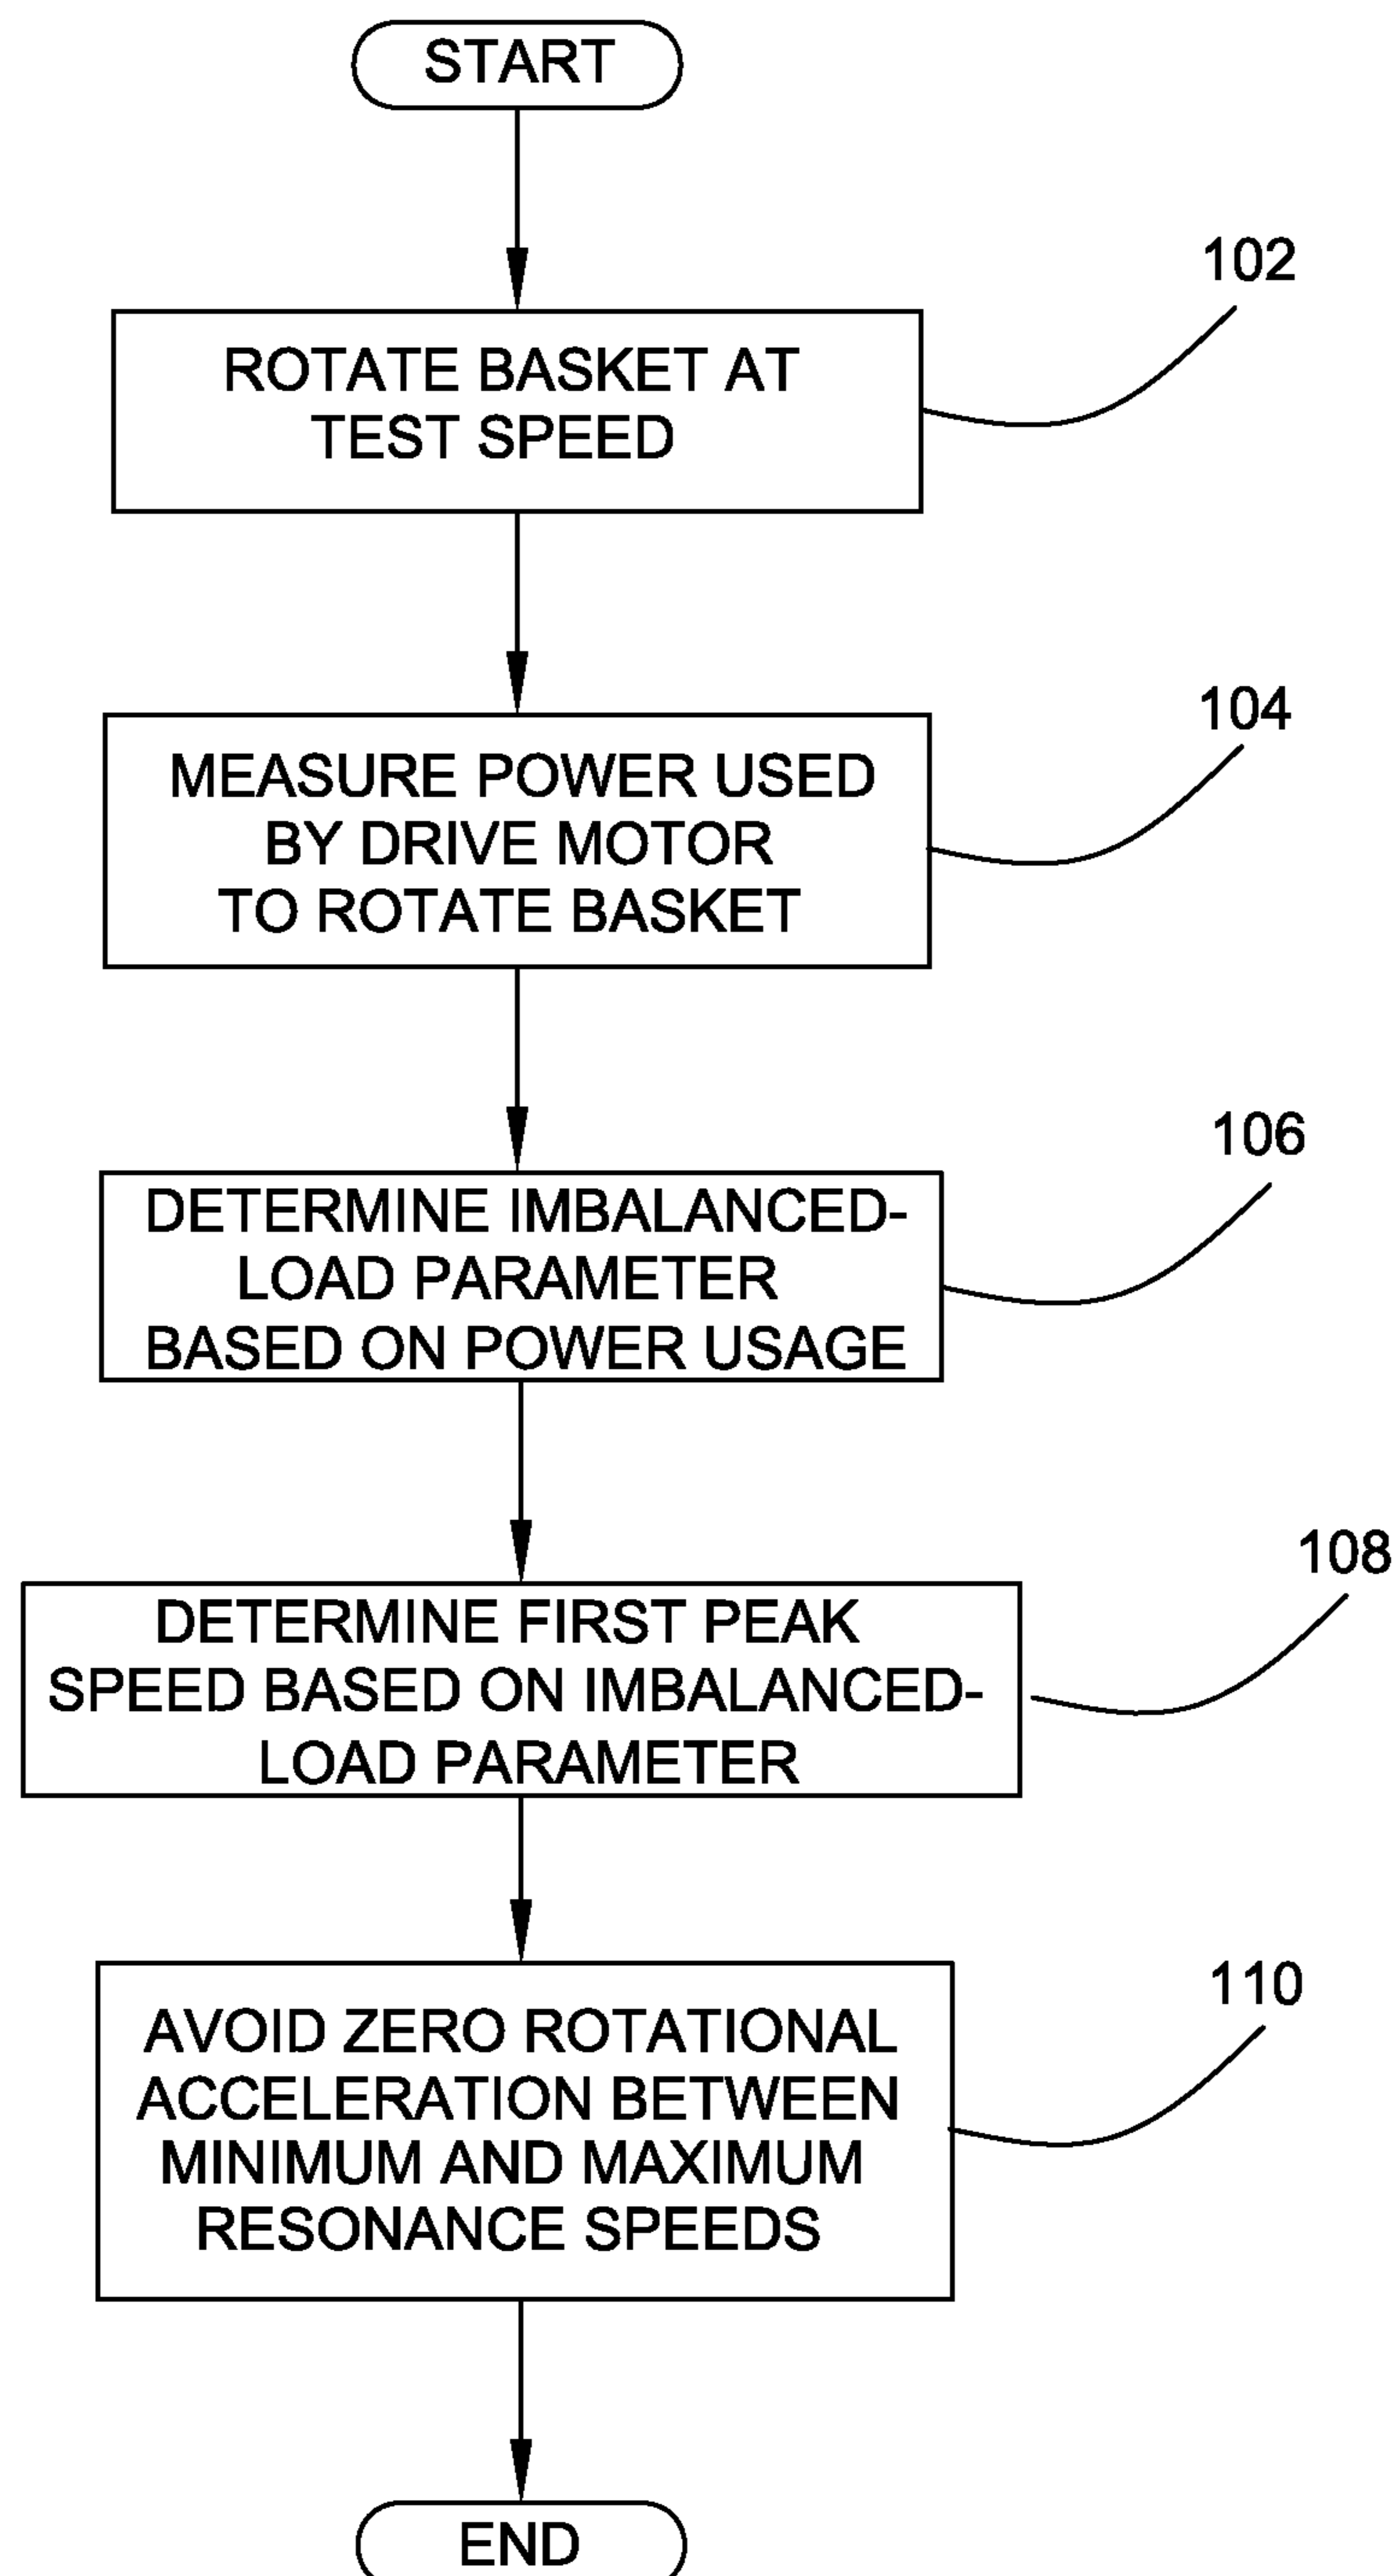 START
102
ROTATE BASKET AT
TEST SPEED
104
MEASURE POWER USED
BY DRIVE MOTOR
TO ROTATE BASKET
106
DETERMINE IMBALANCED-
LOAD PARAMETER
BASED ON POWER USAGE
108
DETERMINE FIRST PEAK
SPEED BASED ON IMBALANCED-
LOAD PARAMETER
110
AVOID ZERO ROTATIONAL
ACCELERATION BETWEEN
MINIMUM AND MAXIMUM
RESONANCE SPEEDS
END